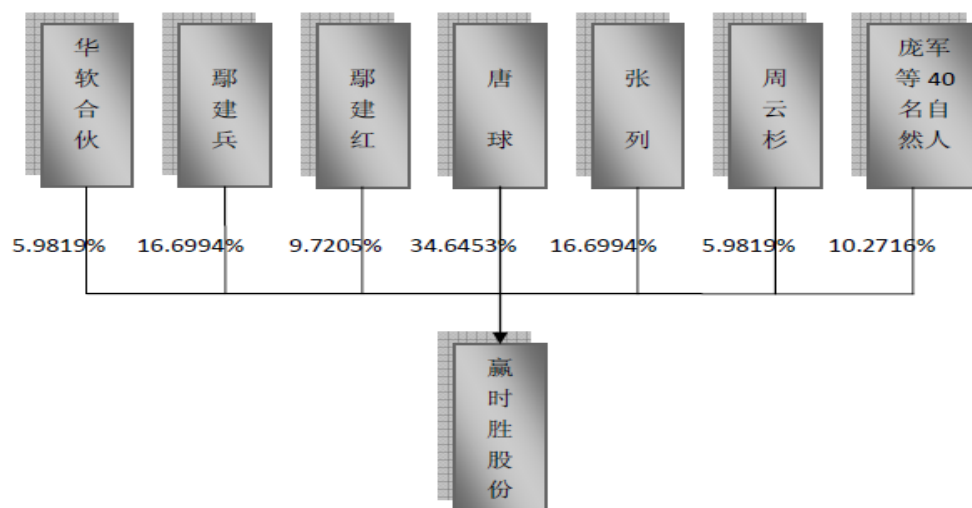 华软合伙
鄢建兵
鄢建红
唐球
张列
周云杉
庞军等40名自然人
5.9819%
16.6994%
9.7205%
34.6453%
16.6994%
5.9819%
10.2716%
赢时胜股份